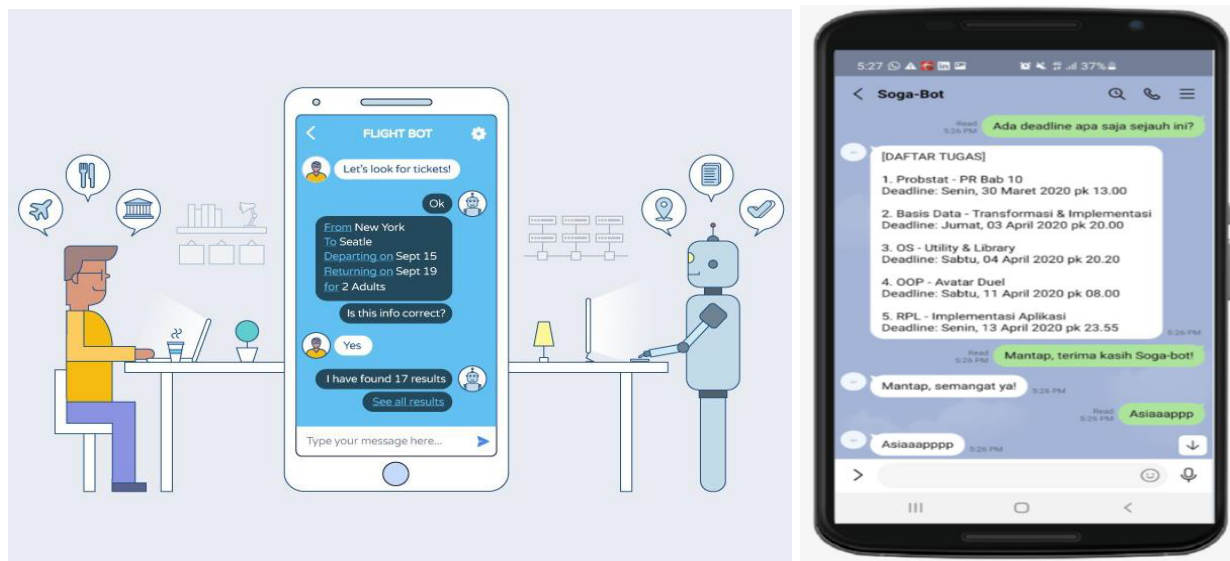 FLIGHT BOT
Let's look for tickets!
Ok
From New York
To Seatle
Departing on Sept 15
Returning on Sept 19
for 2 Adults
Is this info correct?
Yes
I have found 17 results
See all results
Type your message here...
5:27
37%
Soga-Bot
Read
5:26 PM
Ada deadline apa saja sejauh ini?
[DAFTAR TUGAS]
1. Probstat - PR Bab 10
Deadline: Senin, 30 Maret 2020 pk 13.00
2. Basis Data - Transformasi & Implementasi
Deadline: Jumat, 03 April 2020 pk 20.00
3. OS - Utility & Library
Deadline: Sabtu, 04 April 2020 pk 20.20
4. OOP - Avatar Duel
Deadline: Sabtu, 11 April 2020 pk 08.00
5. RPL - Implementasi Aplikasi
Deadline: Senin, 13 April 2020 pk 23.55
5:26 PM
Read
5:26 PM
Mantap, terima kasih Soga-bot!
Mantap, semangat ya!
5:26 PM
Read
5:26 PM
Asiaaappp
Asiaaapppp
5:26 PM